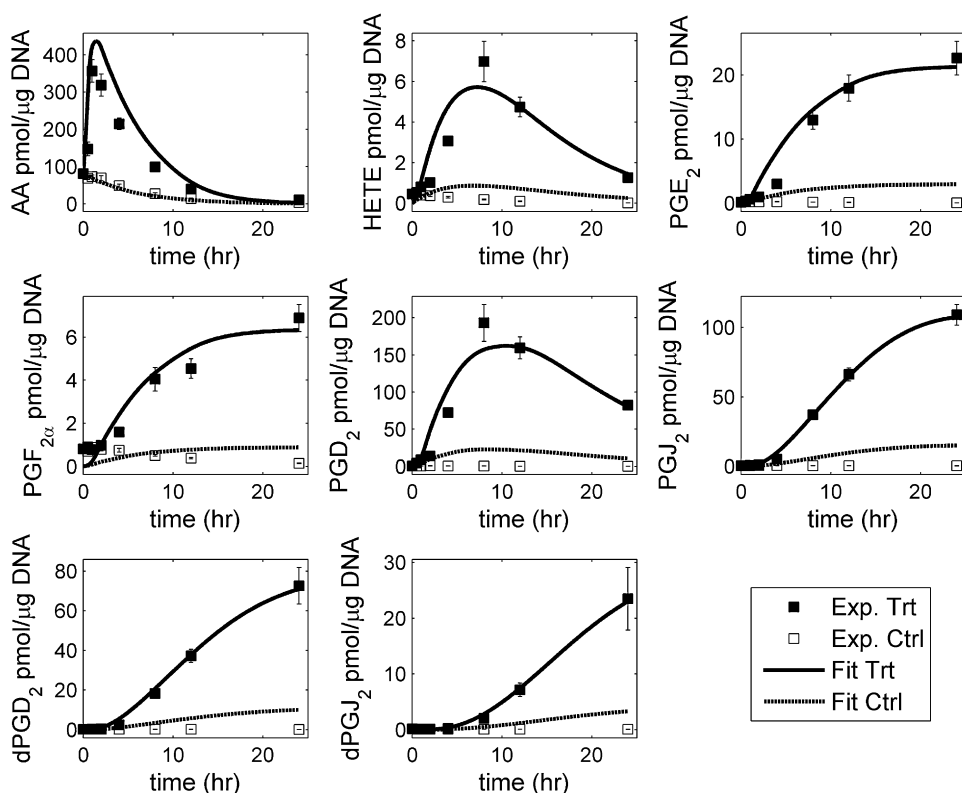 AA pmol/μg DNA
400
300
200
100
0
0 10 20
time (hr)
HETE pmol/μg DNA
8
6
4
2
0
0 10 20
time (hr)
PGE2 pmol/μg DNA
20
10
0
0 10 20
time (hr)
PGF2α pmol/μg DNA
6
4
2
0
0 10 20
time (hr)
PGD2 pmol/μg DNA
200
150
100
50
0
0 10 20
time (hr)
PGJ2 pmol/μg DNA
100
50
0
0 10 20
time (hr)
dPGD2 pmol/μg DNA
80
60
40
20
0
0 10 20
time (hr)
dPGJ2 pmol/μg DNA
30
20
10
0
0 10 20
time (hr)
Exp. Trt
Exp. Ctrl
Fit Trt
Fit Ctrl